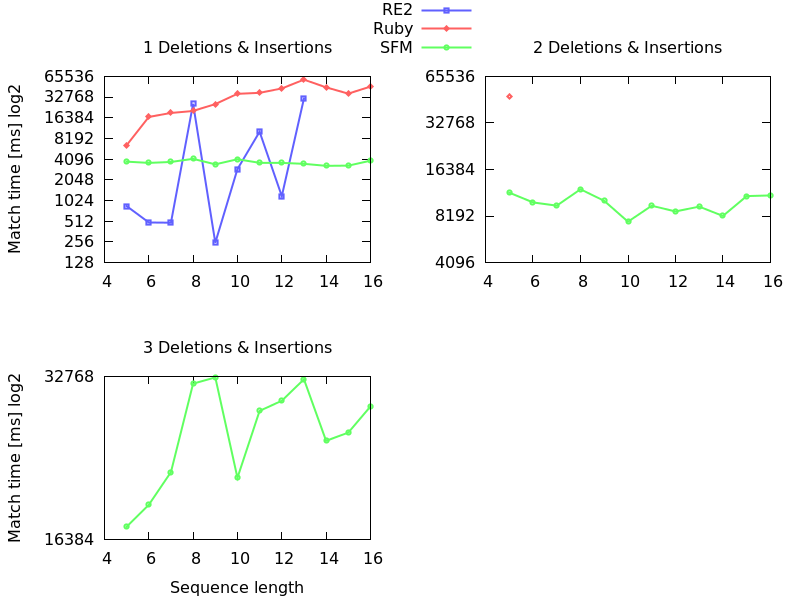 RE2
Ruby
SFM
1 Deletions & Insertions
65536
32768
16384
8192
4096
2048
1024
512
256
128
4 6 8 10 12 14 16
Match time [ms] log2
2 Deletions & Insertions
65536
32768
16384
8192
4096
4 6 8 10 12 14 16
3 Deletions & Insertions
32768
16384
4 6 8 10 12 14 16
Match time [ms] log2
Sequence length